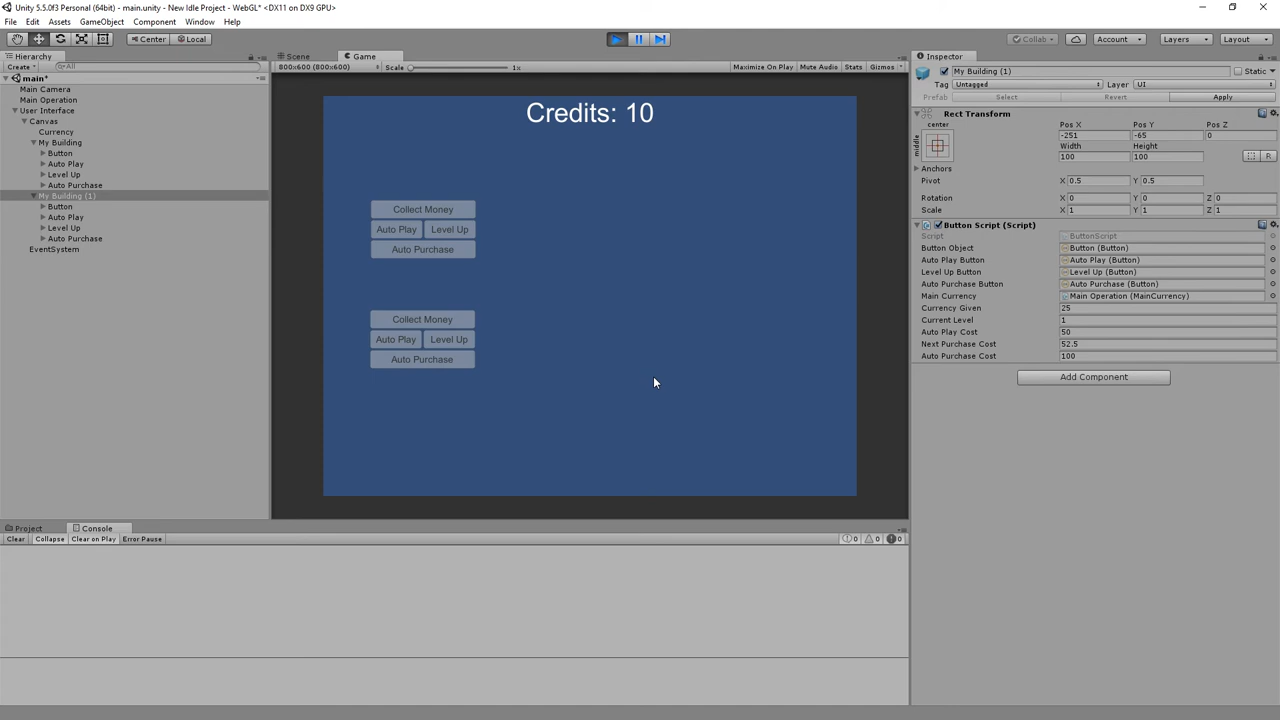 Unity 5.5.0f3 Personal (64bit) - main.unity - New Idle Project - WebGL* <DX11 on DX9 GPU>
File Edit Assets GameObject Component Window Help
Center Local Collab Account Layers Layout
Hierarchy Scene Game Inspector
Create All 800x600 (800x600) Scale 1x Maximize On Play Mute Audio Stats Gizmos
main*
Main Camera
Main Operation
User Interface
Canvas
Currency
My Building
Button
Auto Play
Level Up
Auto Purchase
My Building (1)
Button
Auto Play
Level Up
Auto Purchase
EventSystem
Credits: 10
Collect Money
Auto Play Level Up
Auto Purchase
Collect Money
Auto Play Level Up
Auto Purchase
My Building (1) Static
Tag Untagged Layer UI
Prefab Select Revert Apply
Rect Transform
center Pos X Pos Y Pos Z
middle -251 -65 0
Width Height
100 100 R
Anchors
Pivot X 0.5 Y 0.5
Rotation X 0 Y 0 Z 0
Scale X 1 Y 1 Z 1
Button Script (Script)
Script ButtonScript
Button Object Button (Button)
Auto Play Button Auto Play (Button)
Level Up Button Level Up (Button)
Auto Purchase Button Auto Purchase (Button)
Main Currency Main Operation (MainCurrency)
Currency Given 25
Current Level 1
Auto Play Cost 50
Next Purchase Cost 52.5
Auto Purchase Cost 100
Add Component
Project Console
Clear Collapse Clear on Play Error Pause 0 0 0